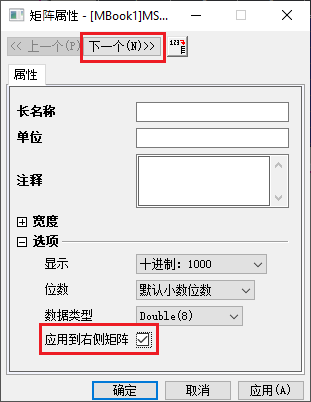 矩阵属性 - [MBook1]MS...
<< 上一个(P) 下一个(N)>>
属性
长名称
单位
注释
宽度
选项
显示 十进制：1000
位数 默认小数位数
数据类型 Double(8)
应用到右侧矩阵
确定 取消 应用(A)